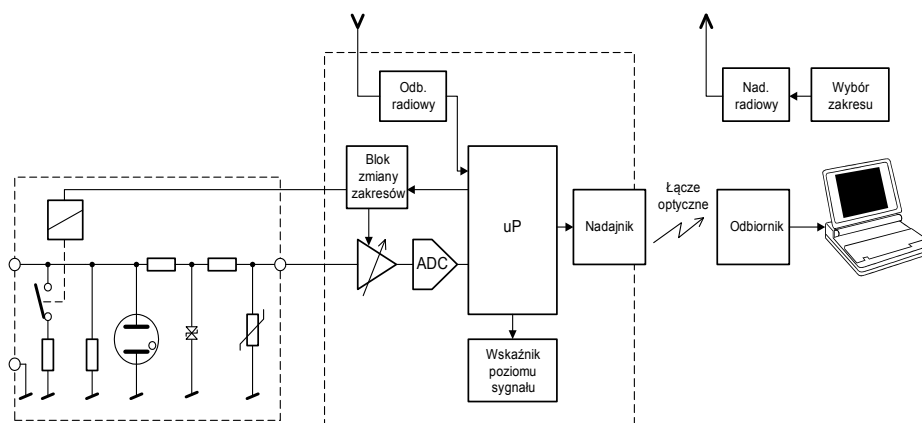 Odb.
radiowy
Nad.
radiowy
Wybór
zakresu
Blok
zmiany
zakresów
uP
Nadajnik
Łącze
optyczne
Odbiornik
ADC
Wskaźnik
poziomu
sygnału